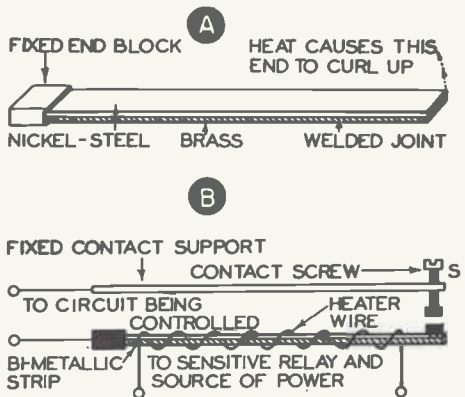 A
FIXED END BLOCK
HEAT CAUSES THIS
END TO CURL UP
NICKEL-STEEL
BRASS
WELDED JOINT
B
FIXED CONTACT SUPPORT
CONTACT SCREW
S
TO CIRCUIT BEING
CONTROLLED
HEATER
WIRE
BI-METALLIC
STRIP
TO SENSITIVE RELAY AND
SOURCE OF POWER